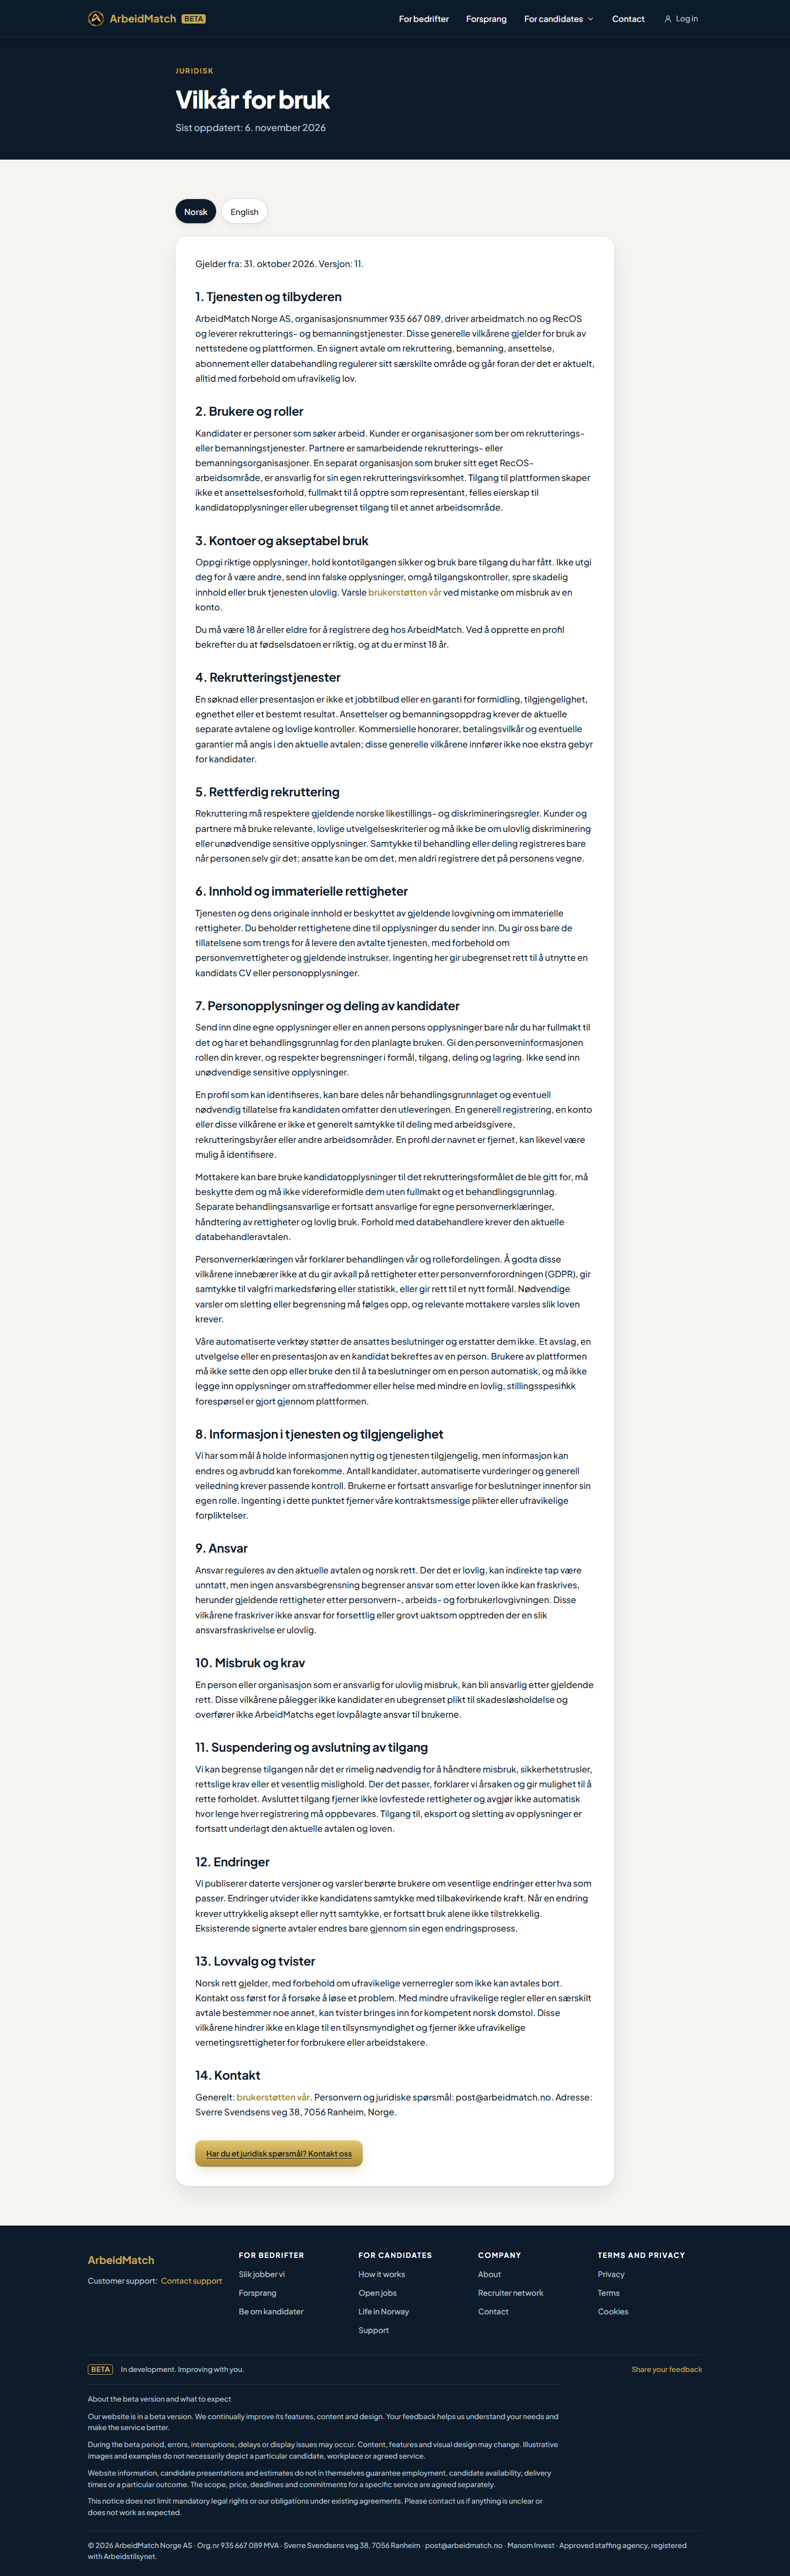 ArbeidMatch BETA
For bedrifter
Forsprang
For candidates
Contact
Log in
JURIDISK
Vilkår for bruk
Sist oppdatert: 6. november 2026
Norsk
English
Gjelder fra: 31. oktober 2026. Versjon: 11.
1. Tjenesten og tilbyderen
ArbeidMatch Norge AS, organisasjonsnummer 935 667 089, driver arbeidmatch.no og RecOS
og leverer rekrutterings- og bemanningstjenester. Disse generelle vilkårene gjelder for bruk av
nettstedene og plattformen. En signert avtale om rekruttering, bemanning, ansettelse,
abonnement eller databehandling regulerer sitt særskilte område og går foran der det er aktuelt,
alltid med forbehold om ufravikelig lov.
2. Brukere og roller
Kandidater er personer som søker arbeid. Kunder er organisasjoner som ber om rekrutterings-
eller bemanningstjenester. Partnere er samarbeidende rekrutterings- eller
bemanningsorganisasjoner. En separat organisasjon som bruker sitt eget RecOS-
arbeidsområde, er ansvarlig for sin egen rekrutteringsvirksomhet. Tilgang til plattformen skaper
ikke et ansettelsesforhold, fullmakt til å opptre som representant, felles eierskap til
kandidatopplysninger eller ubegrenset tilgang til et annet arbeidsområde.
3. Kontoer og akseptabel bruk
Oppgi riktige opplysninger, hold kontotilgangen sikker og bruk bare tilgang du har fått. Ikke utgi
deg for å være andre, send inn falske opplysninger, omgå tilgangskontroller, spre skadelig
innhold eller bruk tjenesten ulovlig. Varsle brukerstøtten vår ved mistanke om misbruk av en
konto.
Du må være 18 år eller eldre for å registrere deg hos ArbeidMatch. Ved å opprette en profil
bekrefter du at fødselsdatoen er riktig, og at du er minst 18 år.
4. Rekrutteringstjenester
En søknad eller presentasjon er ikke et jobbtilbud eller en garanti for formidling, tilgjengelighet,
egnethet eller et bestemt resultat. Ansettelser og bemanningsoppdrag krever de aktuelle
separate avtalene og lovlige kontroller. Kommersielle honorarer, betalingsvilkår og eventuelle
garantier må angis i den aktuelle avtalen; disse generelle vilkårene innfører ikke noe ekstra gebyr
for kandidater.
5. Rettferdig rekruttering
Rekruttering må respektere gjeldende norske likestillings- og diskrimineringsregler. Kunder og
partnere må bruke relevante, lovlige utvelgelseskriterier og må ikke be om ulovlig diskriminering
eller unødvendige sensitive opplysninger. Samtykke til behandling eller deling registreres bare
når personen selv gir det; ansatte kan be om det, men aldri registrere det på personens vegne.
6. Innhold og immaterielle rettigheter
Tjenesten og dens originale innhold er beskyttet av gjeldende lovgivning om immaterielle
rettigheter. Du beholder rettighetene dine til opplysninger du sender inn. Du gir oss bare de
tillatelsene som trengs for å levere den avtalte tjenesten, med forbehold om
personvernrettigheter og gjeldende instrukser. Ingenting her gir ubegrenset rett til å utnytte en
kandidats CV eller personopplysninger.
7. Personopplysninger og deling av kandidater
Send inn dine egne opplysninger eller en annen persons opplysninger bare når du har fullmakt til
det og har et behandlingsgrunnlag for den planlagte bruken. Gi den personverninformasjonen
rollen din krever, og respekter begrensninger i formål, tilgang, deling og lagring. Ikke send inn
unødvendige sensitive opplysninger.
En profil som kan identifiseres, kan bare deles når behandlingsgrunnlaget og eventuell
nødvendig tillatelse fra kandidaten omfatter den utleveringen. En generell registrering, en konto
eller disse vilkårene er ikke et generelt samtykke til deling med arbeidsgivere,
rekrutteringsbyråer eller andre arbeidsområder. En profil der navnet er fjernet, kan likevel være
mulig å identifisere.
Mottakere kan bare bruke kandidatopplysninger til det rekrutteringsformålet de ble gitt for, må
beskytte dem og må ikke videreformidle dem uten fullmakt og et behandlingsgrunnlag.
Separate behandlingsansvarlige er fortsatt ansvarlige for egne personvernerklæringer,
håndtering av rettigheter og lovlig bruk. Forhold med databehandlere krever den aktuelle
databehandleravtalen.
Personvernerklæringen vår forklarer behandlingen vår og rollefordelingen. Å godta disse
vilkårene innebærer ikke at du gir avkall på rettigheter etter personvernforordningen (GDPR), gir
samtykke til valgfri markedsføring eller statistikk, eller gir rett til et nytt formål. Nødvendige
varsler om sletting eller begrensning må følges opp, og relevante mottakere varsles slik loven
krever.
Våre automatiserte verktøy støtter de ansattes beslutninger og erstatter dem ikke. Et avslag, en
utvelgelse eller en presentasjon av en kandidat bekreftes av en person. Brukere av plattformen
må ikke sette den opp eller bruke den til å ta beslutninger om en person automatisk, og må ikke
legge inn opplysninger om straffedommer eller helse med mindre en lovlig, stillingsspesifikk
forespørsel er gjort gjennom plattformen.
8. Informasjon i tjenesten og tilgjengelighet
Vi har som mål å holde informasjonen nyttig og tjenesten tilgjengelig, men informasjon kan
endres og avbrudd kan forekomme. Antall kandidater, automatiserte vurderinger og generell
veiledning krever passende kontroll. Brukerne er fortsatt ansvarlige for beslutninger innenfor sin
egen rolle. Ingenting i dette punktet fjerner våre kontraktsmessige plikter eller ufravikelige
forpliktelser.
9. Ansvar
Ansvar reguleres av den aktuelle avtalen og norsk rett. Der det er lovlig, kan indirekte tap være
unntatt, men ingen ansvarsbegrensning begrenser ansvar som etter loven ikke kan fraskrives,
herunder gjeldende rettigheter etter personvern-, arbeids- og forbrukerlovgivningen. Disse
vilkårene fraskriver ikke ansvar for forsettlig eller grovt uaktsom opptreden der en slik
ansvarsfraskrivelse er ulovlig.
10. Misbruk og krav
En person eller organisasjon som er ansvarlig for ulovlig misbruk, kan bli ansvarlig etter gjeldende
rett. Disse vilkårene pålegger ikke kandidater en ubegrenset plikt til skadesløsholdelse og
overfører ikke ArbeidMatchs eget lovpålagte ansvar til brukerne.
11. Suspendering og avslutning av tilgang
Vi kan begrense tilgangen når det er rimelig nødvendig for å håndtere misbruk, sikkerhetstrusler,
rettslige krav eller et vesentlig mislighold. Der det passer, forklarer vi årsaken og gir mulighet til å
rette forholdet. Avsluttet tilgang fjerner ikke lovfestede rettigheter og avgjør ikke automatisk
hvor lenge hver registrering må oppbevares. Tilgang til, eksport og sletting av opplysninger er
fortsatt underlagt den aktuelle avtalen og loven.
12. Endringer
Vi publiserer daterte versjoner og varsler berørte brukere om vesentlige endringer etter hva som
passer. Endringer utvider ikke kandidatens samtykke med tilbakevirkende kraft. Når en endring
krever uttrykkelig aksept eller nytt samtykke, er fortsatt bruk alene ikke tilstrekkelig.
Eksisterende signerte avtaler endres bare gjennom sin egen endringsprosess.
13. Lovvalg og tvister
Norsk rett gjelder, med forbehold om ufravikelige vernerregler som ikke kan avtales bort.
Kontakt oss først for å forsøke å løse et problem. Med mindre ufravikelige regler eller en særskilt
avtale bestemmer noe annet, kan tvister bringes inn for kompetent norsk domstol. Disse
vilkårene hindrer ikke en klage til en tilsynsmyndighet og fjerner ikke ufravikelige
vernetingsrettigheter for forbrukere eller arbeidstakere.
14. Kontakt
Generelt: brukerstøtten vår. Personvern og juridiske spørsmål: post@arbeidmatch.no. Adresse:
Sverre Svendsens veg 38, 7056 Ranheim, Norge.
Har du et juridisk spørsmål? Kontakt oss
ArbeidMatch
Customer support: Contact support
FOR BEDRIFTER
Slik jobber vi
Forsprang
Be om kandidater
FOR CANDIDATES
How it works
Open jobs
Life in Norway
Support
COMPANY
About
Recruiter network
Contact
TERMS AND PRIVACY
Privacy
Terms
Cookies
BETA In development. Improving with you.
Share your feedback
About the beta version and what to expect
Our website is in a beta version. We continually improve its features, content and design. Your feedback helps us understand your needs and
make the service better.
During the beta period, errors, interruptions, delays or display issues may occur. Content, features and visual design may change. Illustrative
images and examples do not necessarily depict a particular candidate, workplace or agreed service.
Website information, candidate presentations and estimates do not in themselves guarantee employment, candidate availability, delivery
times or a particular outcome. The scope, price, deadlines and commitments for a specific service are agreed separately.
This notice does not limit mandatory legal rights or our obligations under existing agreements. Please contact us if anything is unclear or
does not work as expected.
© 2026 ArbeidMatch Norge AS · Org.nr 935 667 089 MVA · Sverre Svendsens veg 38, 7056 Ranheim · post@arbeidmatch.no · Manom Invest · Approved staffing agency, registered
with Arbeidstilsynet.